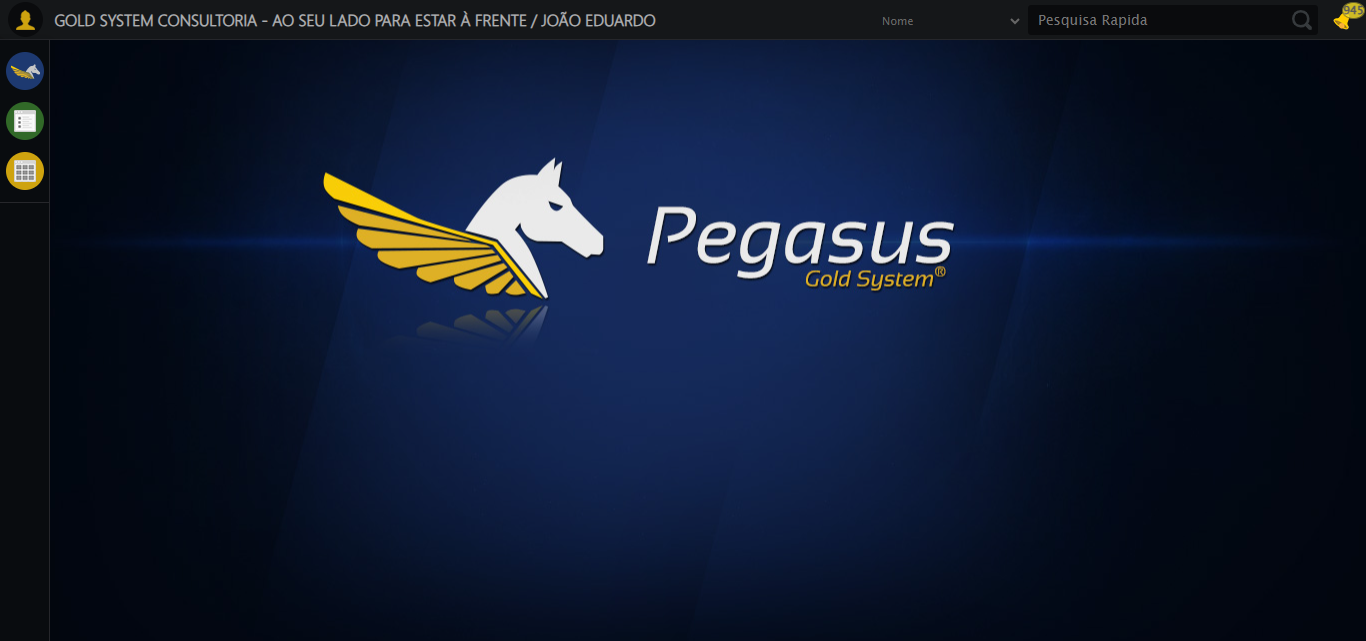 GOLD SYSTEM CONSULTORIA - AO SEU LADO PARA ESTAR À FRENTE / JOÃO EDUARDO
Nome
Pesquisa Rapida
945
Pegasus
Gold System®